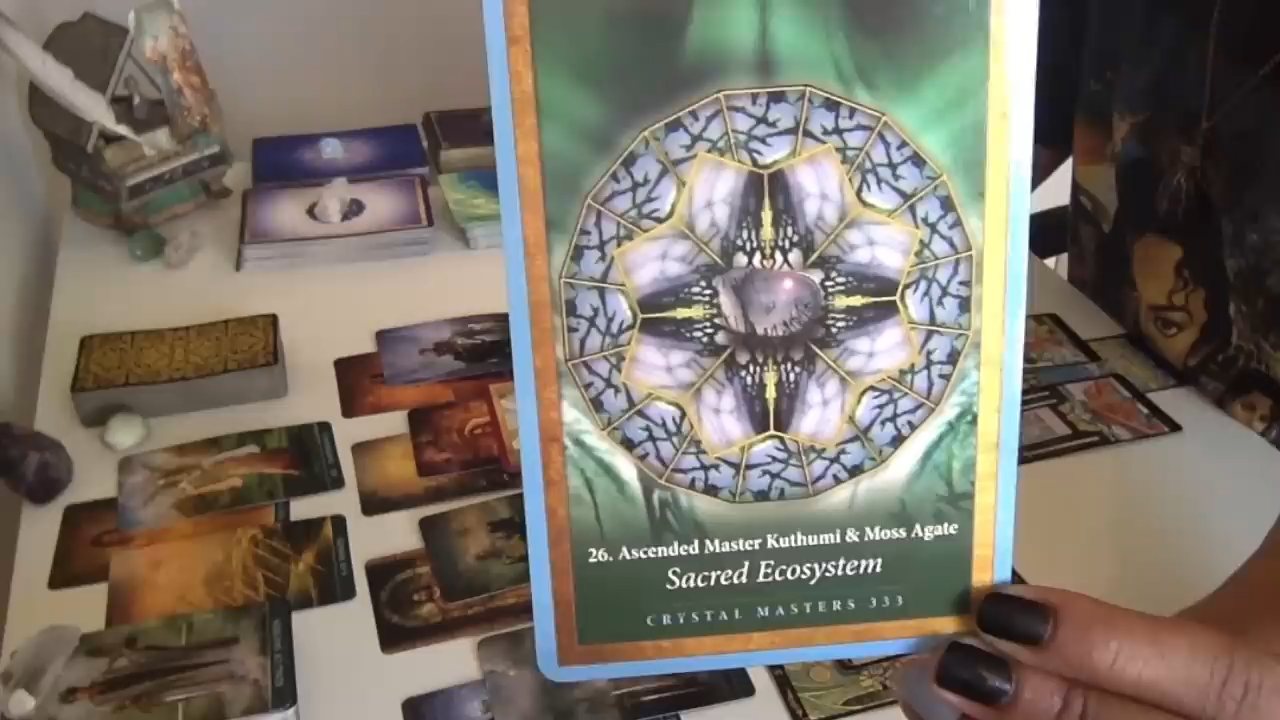 26. Ascended Master Kuthumi & Moss Agate
Sacred Ecosystem
CRYSTAL MASTERS 333